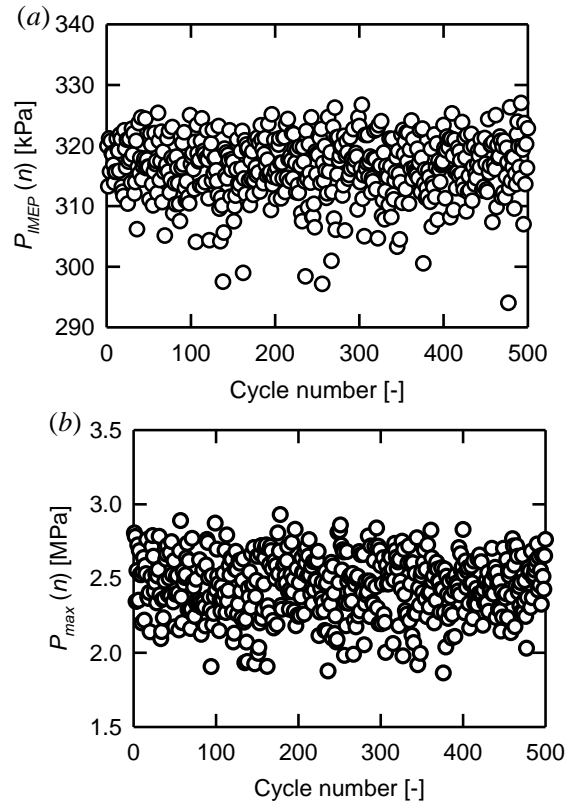 (a)
340
330
320
310
300
290
P_IMEP (n) [kPa]
0 100 200 300 400 500
Cycle number [-]
(b)
3.5
3.0
2.5
2.0
1.5
P_max (n) [MPa]
0 100 200 300 400 500
Cycle number [-]